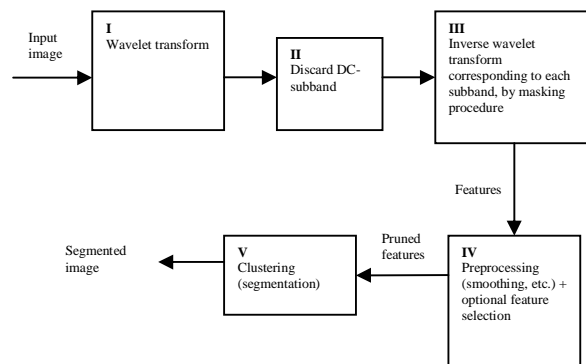 Input
image
I
Wavelet transform
II
Discard DC-
subband
III
Inverse wavelet
transform
corresponding to each
subband, by masking
procedure
Features
IV
Preprocessing
(smoothing, etc.) +
optional feature
selection
Pruned
features
V
Clustering
(segmentation)
Segmented
image